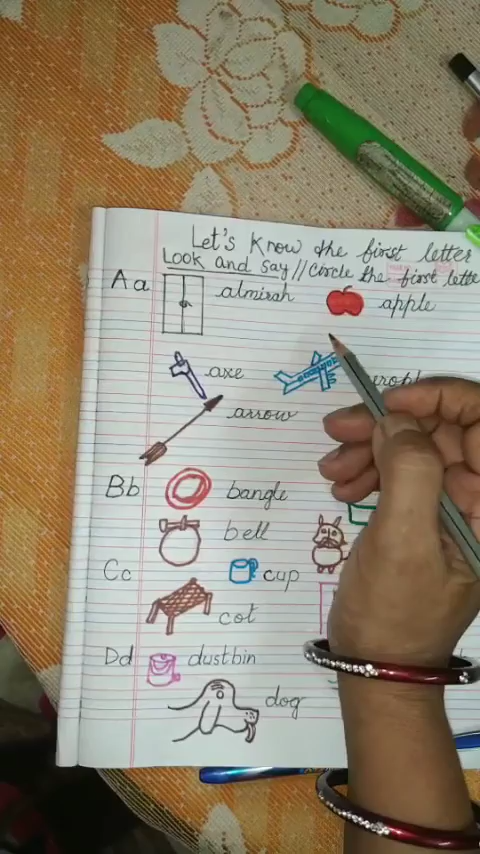 Let's Know the first letter
Look and Say // Circle the first lette
Aa almirah apple
axe
arrow
Bb bangle
bell
Cc cup
cot
Dd dustbin
dog